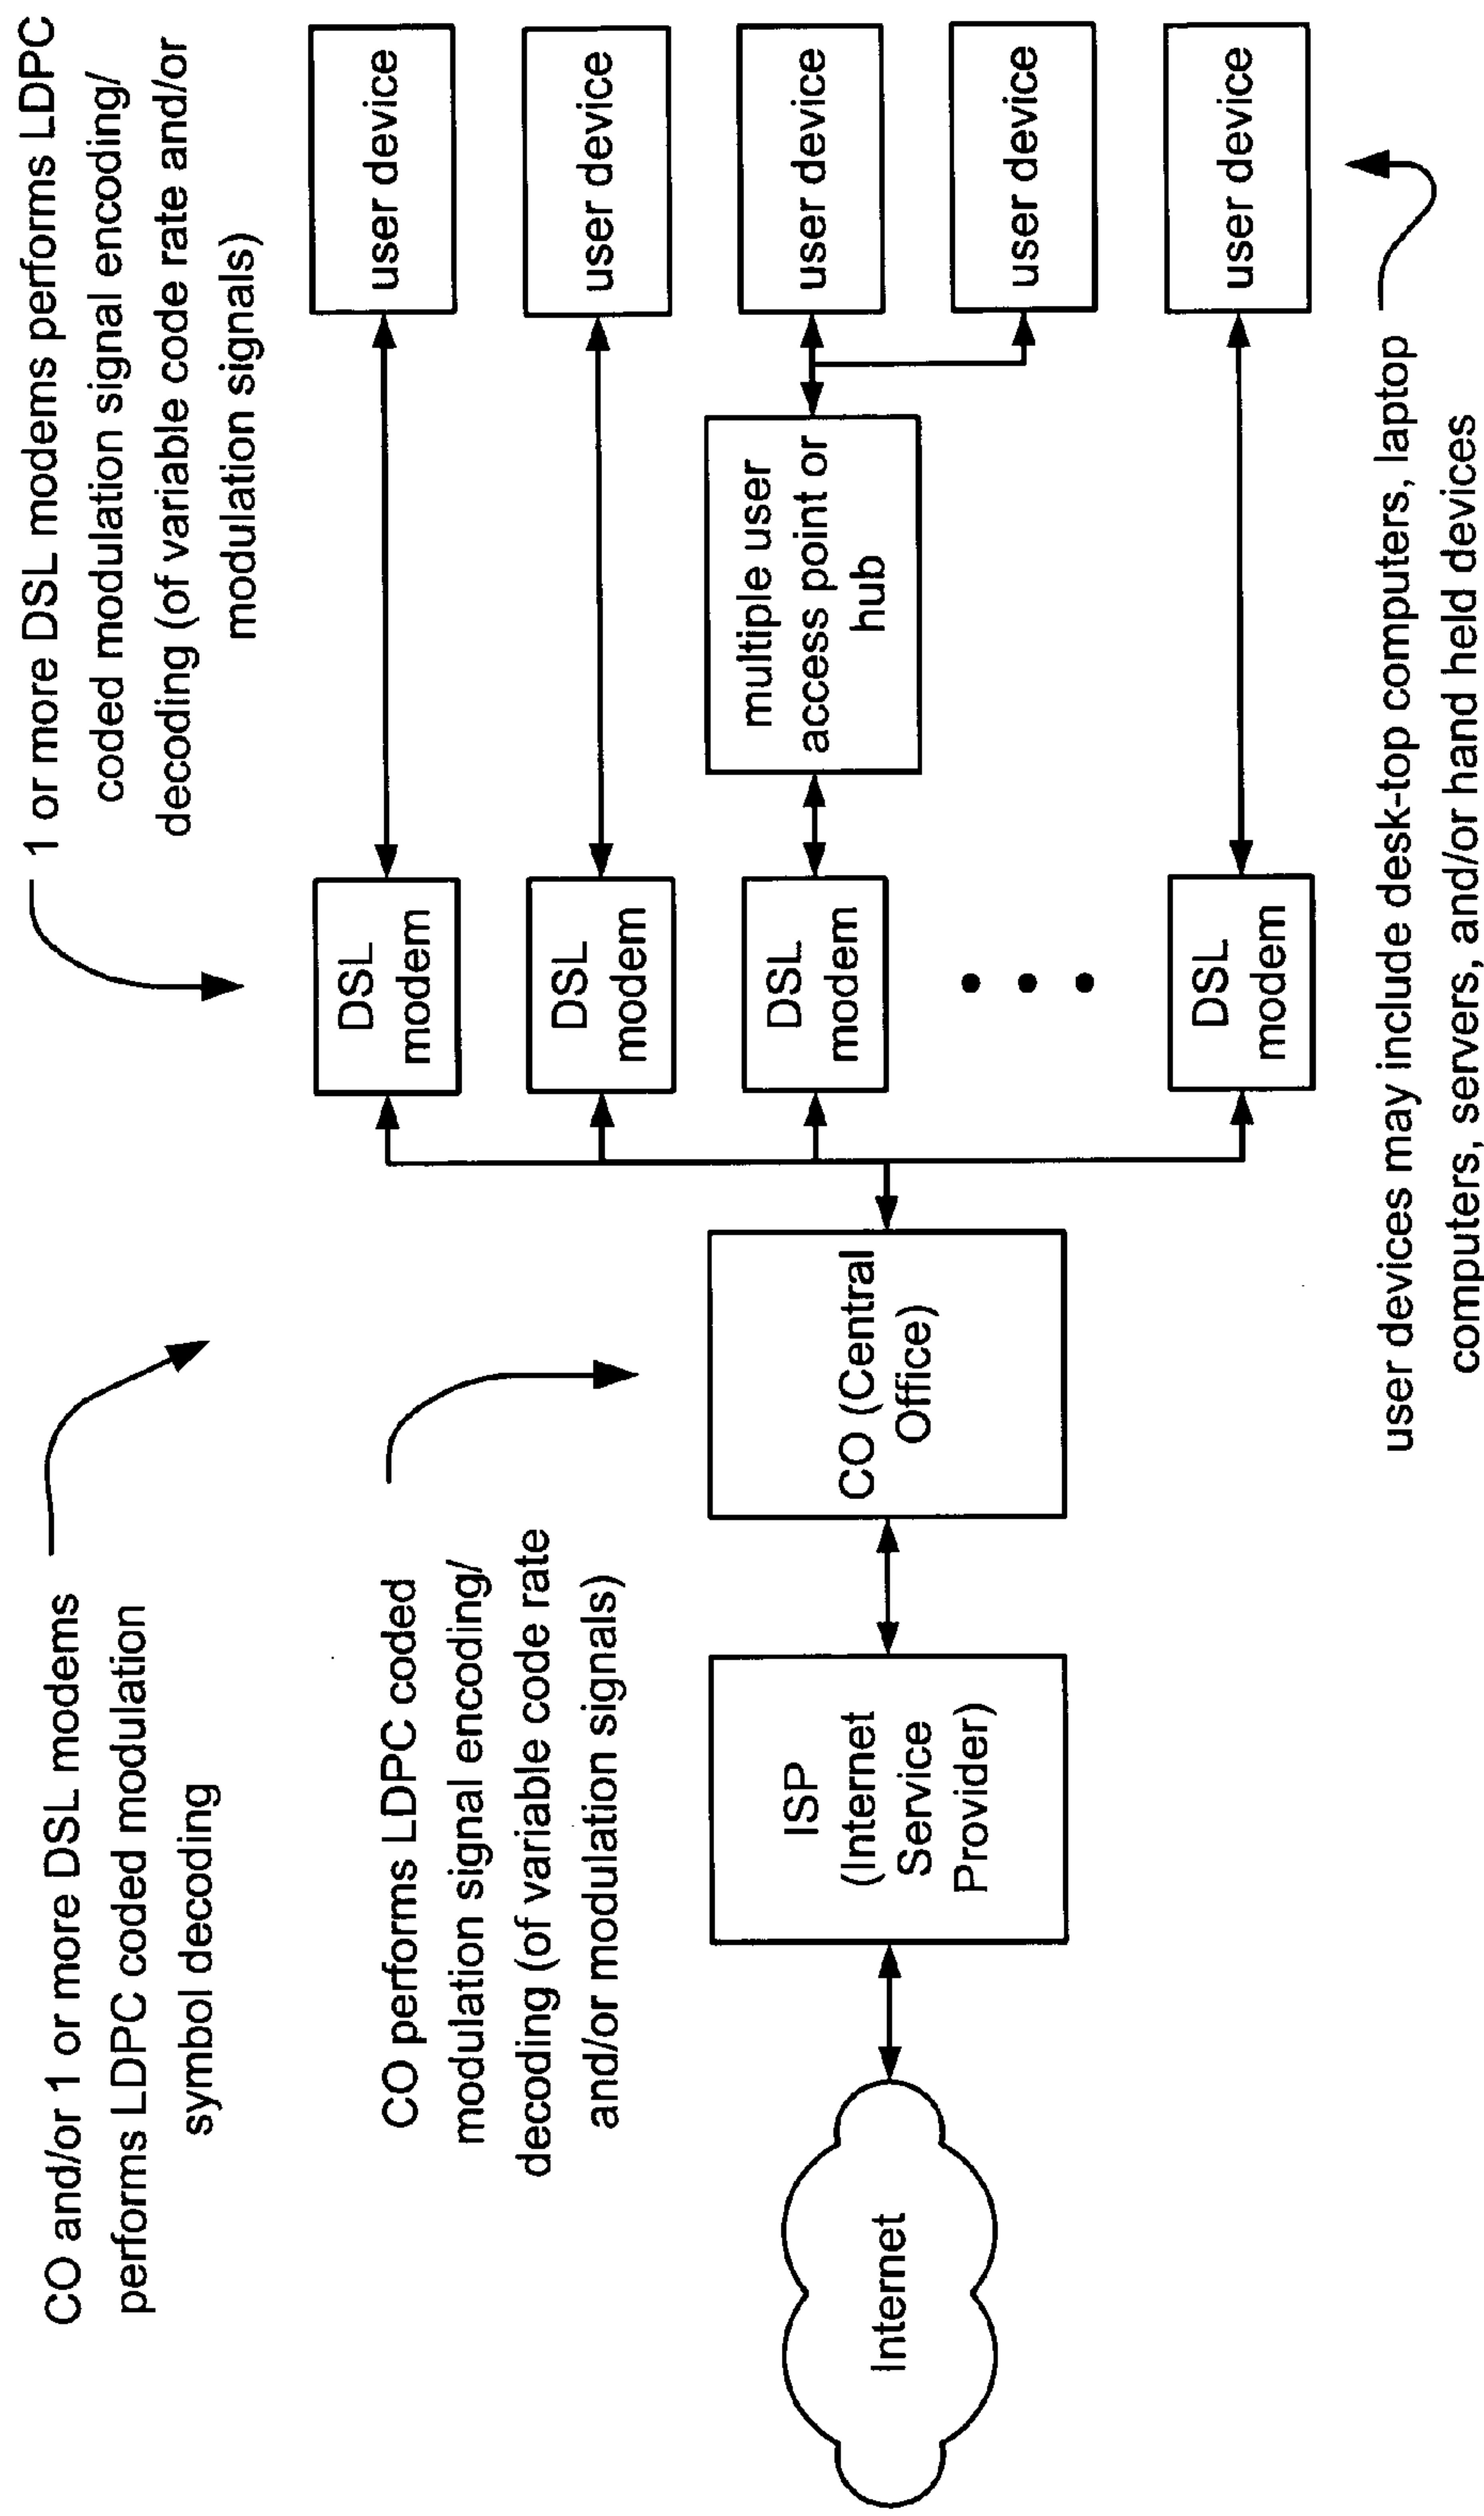 CO and/or 1 or more DSL modems
performs LDPC coded modulation
symbol decoding
1 or more DSL modems performs LDPC
coded modulation signal encoding/
decoding (of variable code rate and/or
modulation signals)
CO performs LDPC coded
modulation signal encoding/
decoding (of variable code rate
and/or modulation signals)
Internet
ISP
(Internet
Service
Provider)
CO (Central
Office)
DSL
modem
user device
DSL
modem
user device
DSL
modem
multiple user
access point or
hub
user device
user device
DSL
modem
user device
user devices may include desk-top computers, laptop
computers, servers, and/or hand held devices